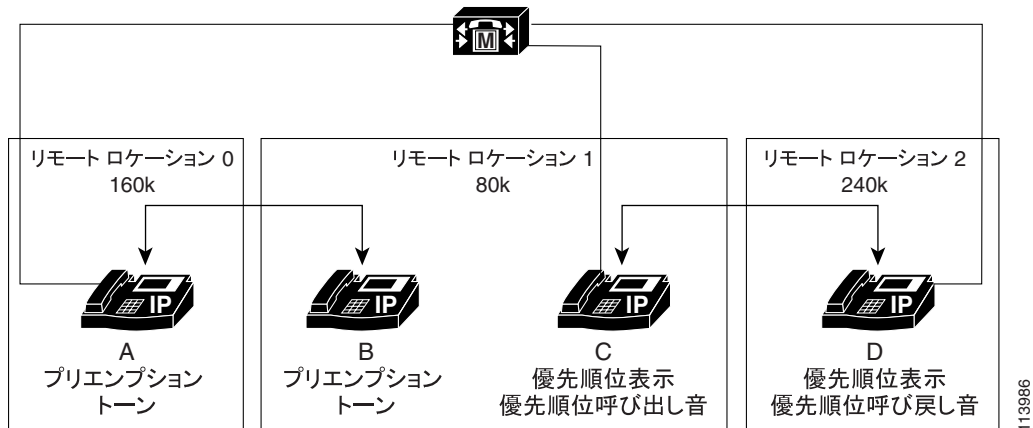 M
リモート ロケーション 0
160k
リモート ロケーション 1
80k
リモート ロケーション 2
240k
IP
IP
IP
IP
A
プリエンプション
トーン
B
プリエンプション
トーン
C
優先順位表示
優先順位呼び出し音
D
優先順位表示
優先順位呼び戻し音
113986